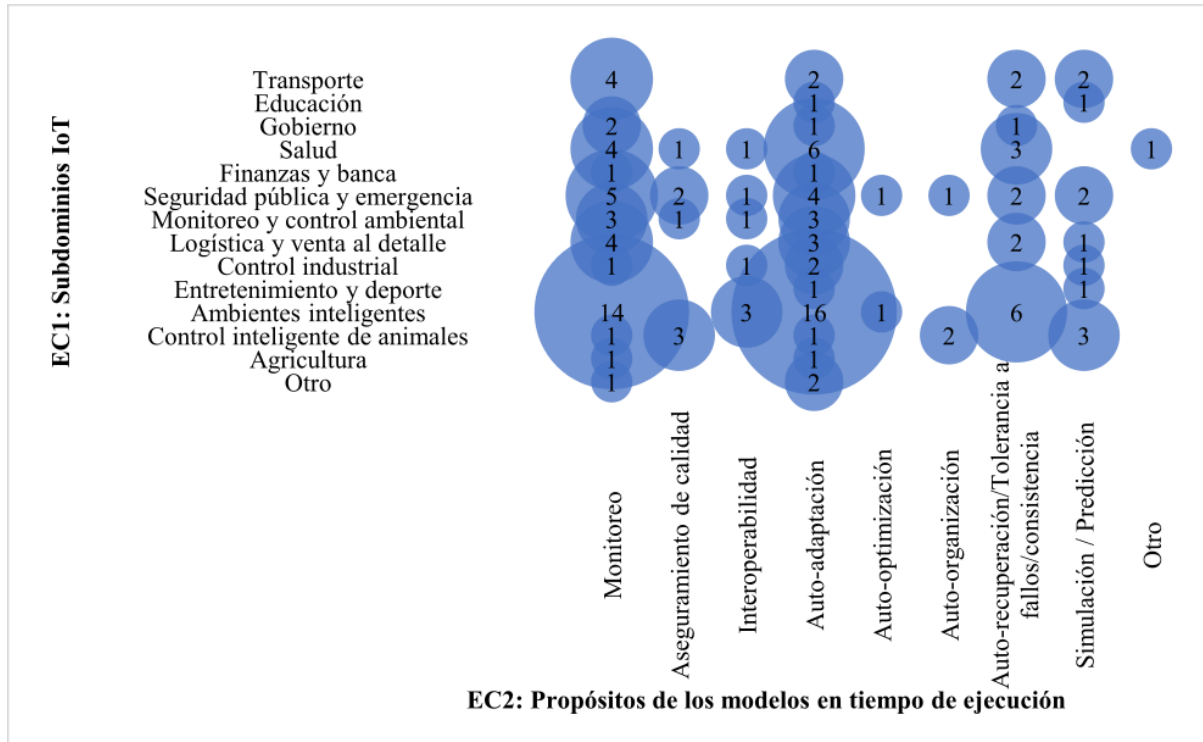 EC1: Subdominios IoT
Transporte 4 2 2 2
Educación 1 1
Gobierno 2 1 1
Salud 4 1 1 6 3 1
Finanzas y banca 1 1
Seguridad pública y emergencia 5 2 1 4 1 1 2 2
Monitoreo y control ambiental 3 1 1 3
Logística y venta al detalle 4 3 2 1
Control industrial 1 1 2 1
Entretenimiento y deporte 1 1
Ambientes inteligentes 14 3 16 1 6
Control inteligente de animales 1 3 1 2 3
Agricultura 1 1
Otro 1 2
Monitoreo
Aseguramiento de calidad
Interoperabilidad
Auto-adaptación
Auto-optimización
Auto-organización
Auto-recuperación/Tolerancia a
fallos/consistencia
Simulación / Predicción
Otro
EC2: Propósitos de los modelos en tiempo de ejecución